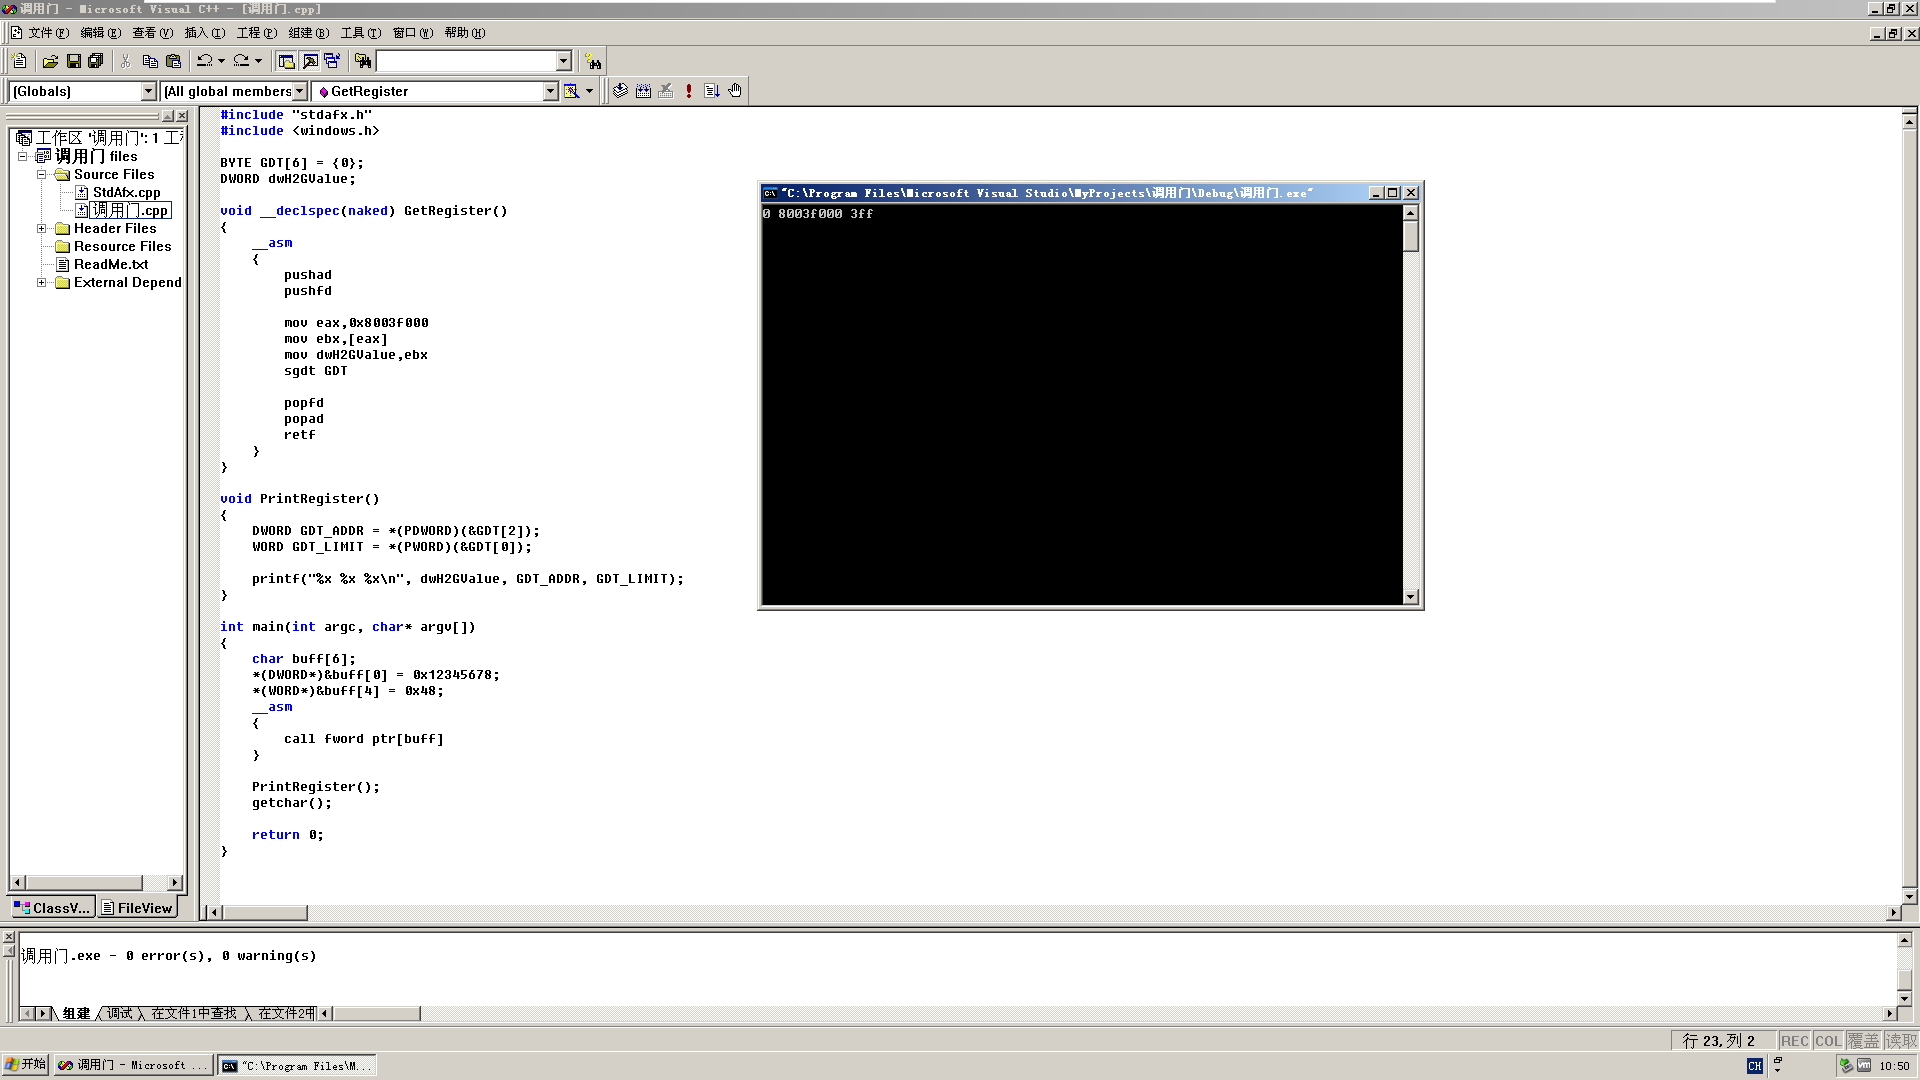 调用门 - Microsoft Visual C++ - [调用门.cpp]
文件(F) 编辑(E) 查看(V) 插入(I) 工程(P) 组建(B) 工具(T) 窗口(W) 帮助(H)
(Globals) (All global members GetRegister
工作区 '调用门': 1 工
调用门 files
Source Files
StdAfx.cpp
调用门.cpp
Header Files
Resource Files
ReadMe.txt
External Depend
ClassV... FileView
#include "stdafx.h"
#include <windows.h>
BYTE GDT[6] = {0};
DWORD dwH2GValue;
void __declspec(naked) GetRegister()
{
__asm
{
pushad
pushfd
mov eax,0x8003f000
mov ebx,[eax]
mov dwH2GValue,ebx
sgdt GDT
popfd
popad
retf
}
}
void PrintRegister()
{
DWORD GDT_ADDR = *(PDWORD)(&GDT[2]);
WORD GDT_LIMIT = *(PWORD)(&GDT[0]);
printf("%x %x %x\n", dwH2GValue, GDT_ADDR, GDT_LIMIT);
}
int main(int argc, char* argv[])
{
char buff[6];
*(DWORD*)&buff[0] = 0x12345678;
*(WORD*)&buff[4] = 0x48;
__asm
{
call fword ptr[buff]
}
PrintRegister();
getchar();
return 0;
}
"C:\Program Files\Microsoft Visual Studio\MyProjects\调用门\Debug\调用门.exe"
0 8003f000 3ff
调用门.exe - 0 error(s), 0 warning(s)
组建 调试 在文件1中查找 在文件2中
行 23, 列 2 REC COL 覆盖 读取
开始 调用门 - Microsoft ... "C:\Program Files\M... CH 10:50